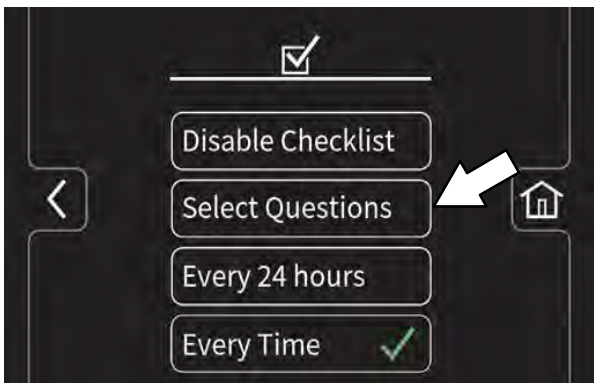 Disable Checklist
Select Questions
Every 24 hours
Every Time